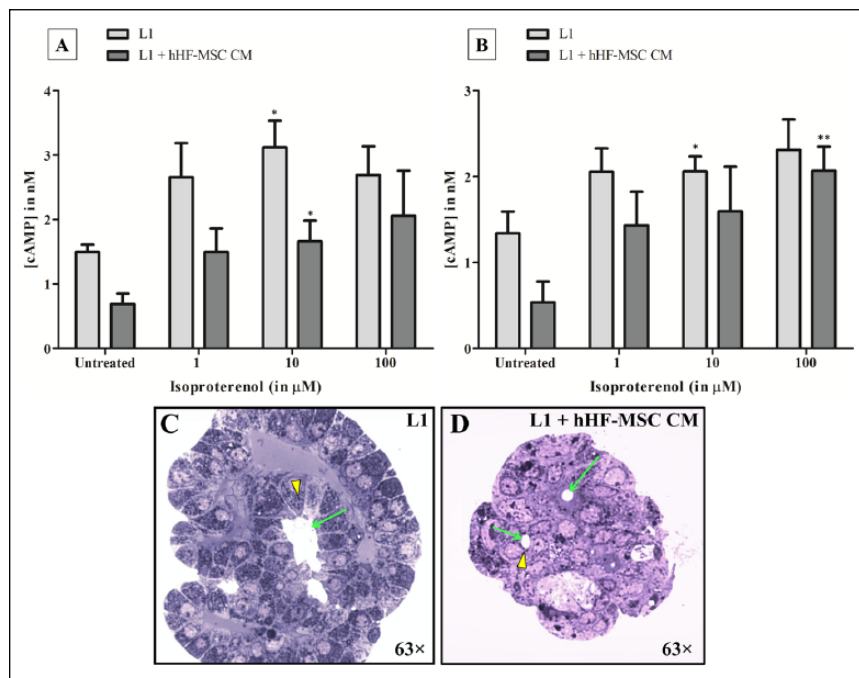 A
L1
L1 + hHF-MSC CM
[cAMP] in nM
4
3
2
1
0
*
*
Untreated
1
10
100
Isoproterenol (in µM)
B
L1
L1 + hHF-MSC CM
[cAMP] in nM
3
2
1
0
*
**
Untreated
1
10
100
Isoproterenol (in µM)
C
L1
63×
D
L1 + hHF-MSC CM
63×